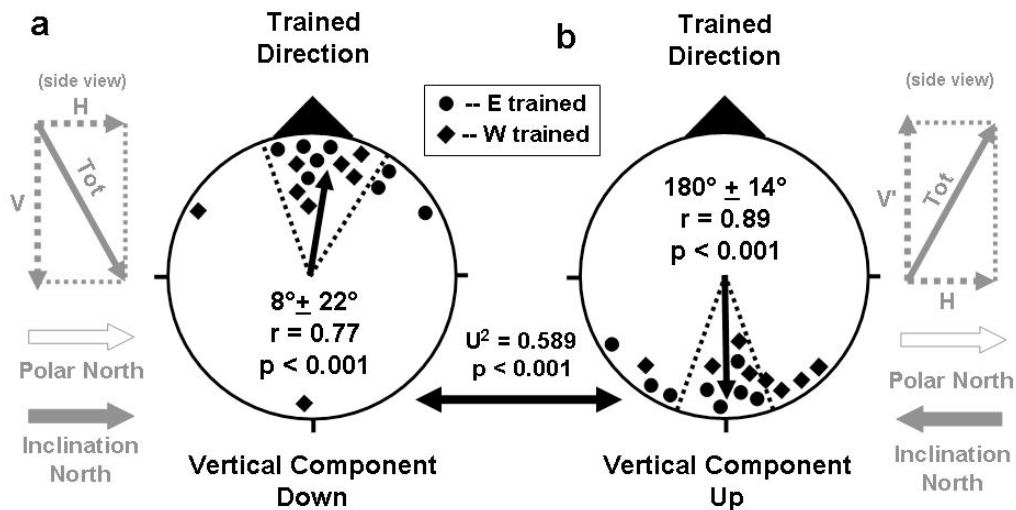 a
Trained
Direction
(side view)
H
V
Tot
8°± 22°
r = 0.77
p < 0.001
Polar North
Inclination
North
Vertical Component
Down
● -- E trained
◆ -- W trained
U² = 0.589
p < 0.001
b
Trained
Direction
180° ± 14°
r = 0.89
p < 0.001
Vertical Component
Up
(side view)
V'
Tot
H
Polar North
Inclination
North